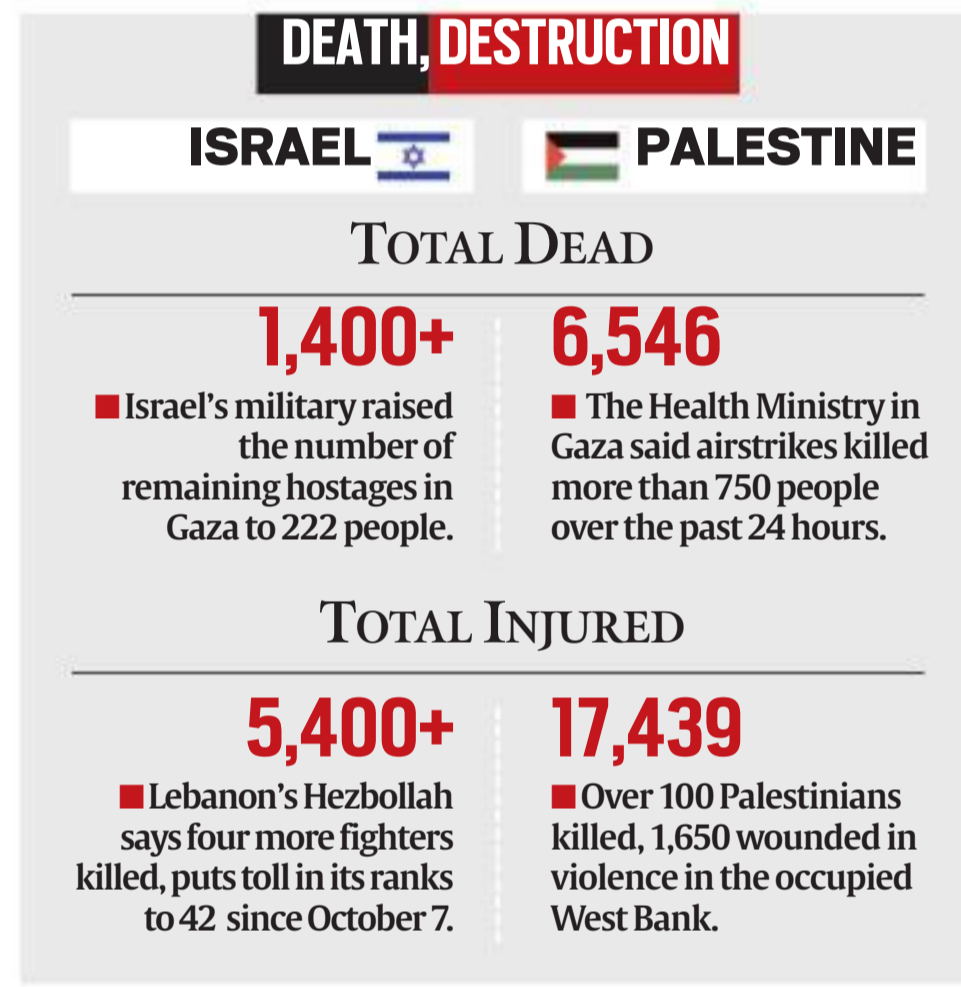 DEATH, DESTRUCTION
ISRAEL
PALESTINE
TOTAL DEAD
1,400+
■ Israel's military raised
the number of
remaining hostages in
Gaza to 222 people.
6,546
■ The Health Ministry in
Gaza said airstrikes killed
more than 750 people
over the past 24 hours.
TOTAL INJURED
5,400+
■ Lebanon's Hezbollah
says four more fighters
killed, puts toll in its ranks
to 42 since October 7.
17,439
■ Over 100 Palestinians
killed, 1,650 wounded in
violence in the occupied
West Bank.